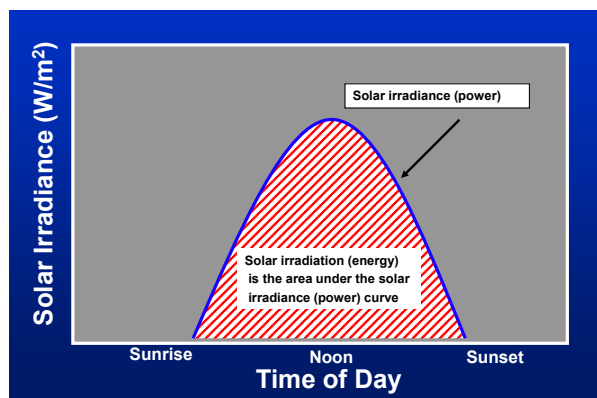 Solar Irradiance (W/m²)
Solar irradiance (power)
Solar irradiation (energy)
is the area under the solar
irradiance (power) curve
Sunrise
Noon
Sunset
Time of Day